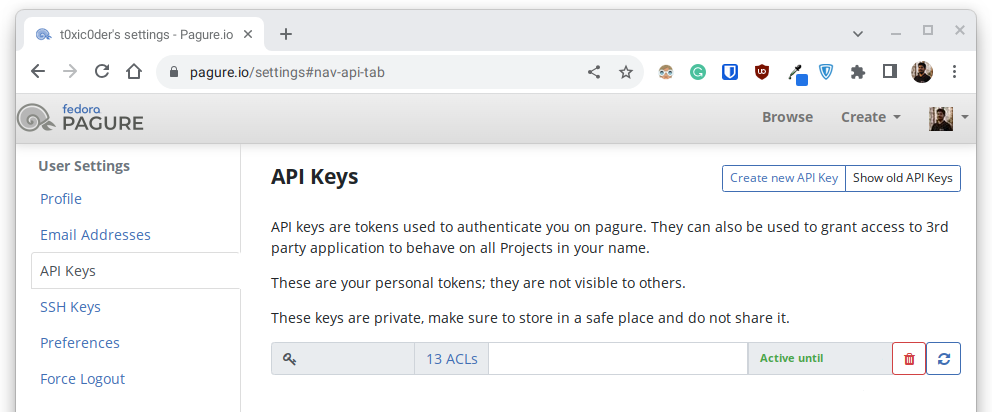 t0xic0der's settings - Pagure.io
pagure.io/settings#nav-api-tab
fedora
PAGURE
Browse
Create
User Settings
Profile
Email Addresses
API Keys
SSH Keys
Preferences
Force Logout
API Keys
Create new API Key
Show old API Keys
API keys are tokens used to authenticate you on pagure. They can also be used to grant access to 3rd
party application to behave on all Projects in your name.
These are your personal tokens; they are not visible to others.
These keys are private, make sure to store in a safe place and do not share it.
13 ACLs
Active until